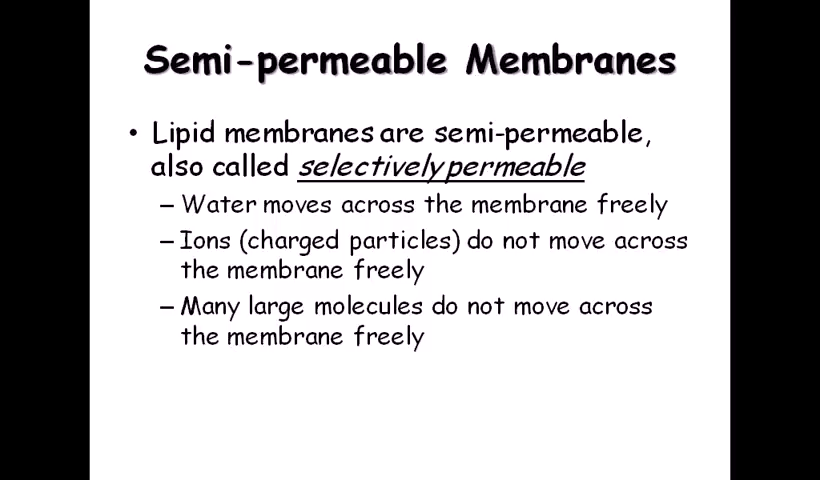 Semi-permeable Membranes
• Lipid membranes are semi-permeable,
also called selectively permeable
– Water moves across the membrane freely
– Ions (charged particles) do not move across
the membrane freely
– Many large molecules do not move across
the membrane freely